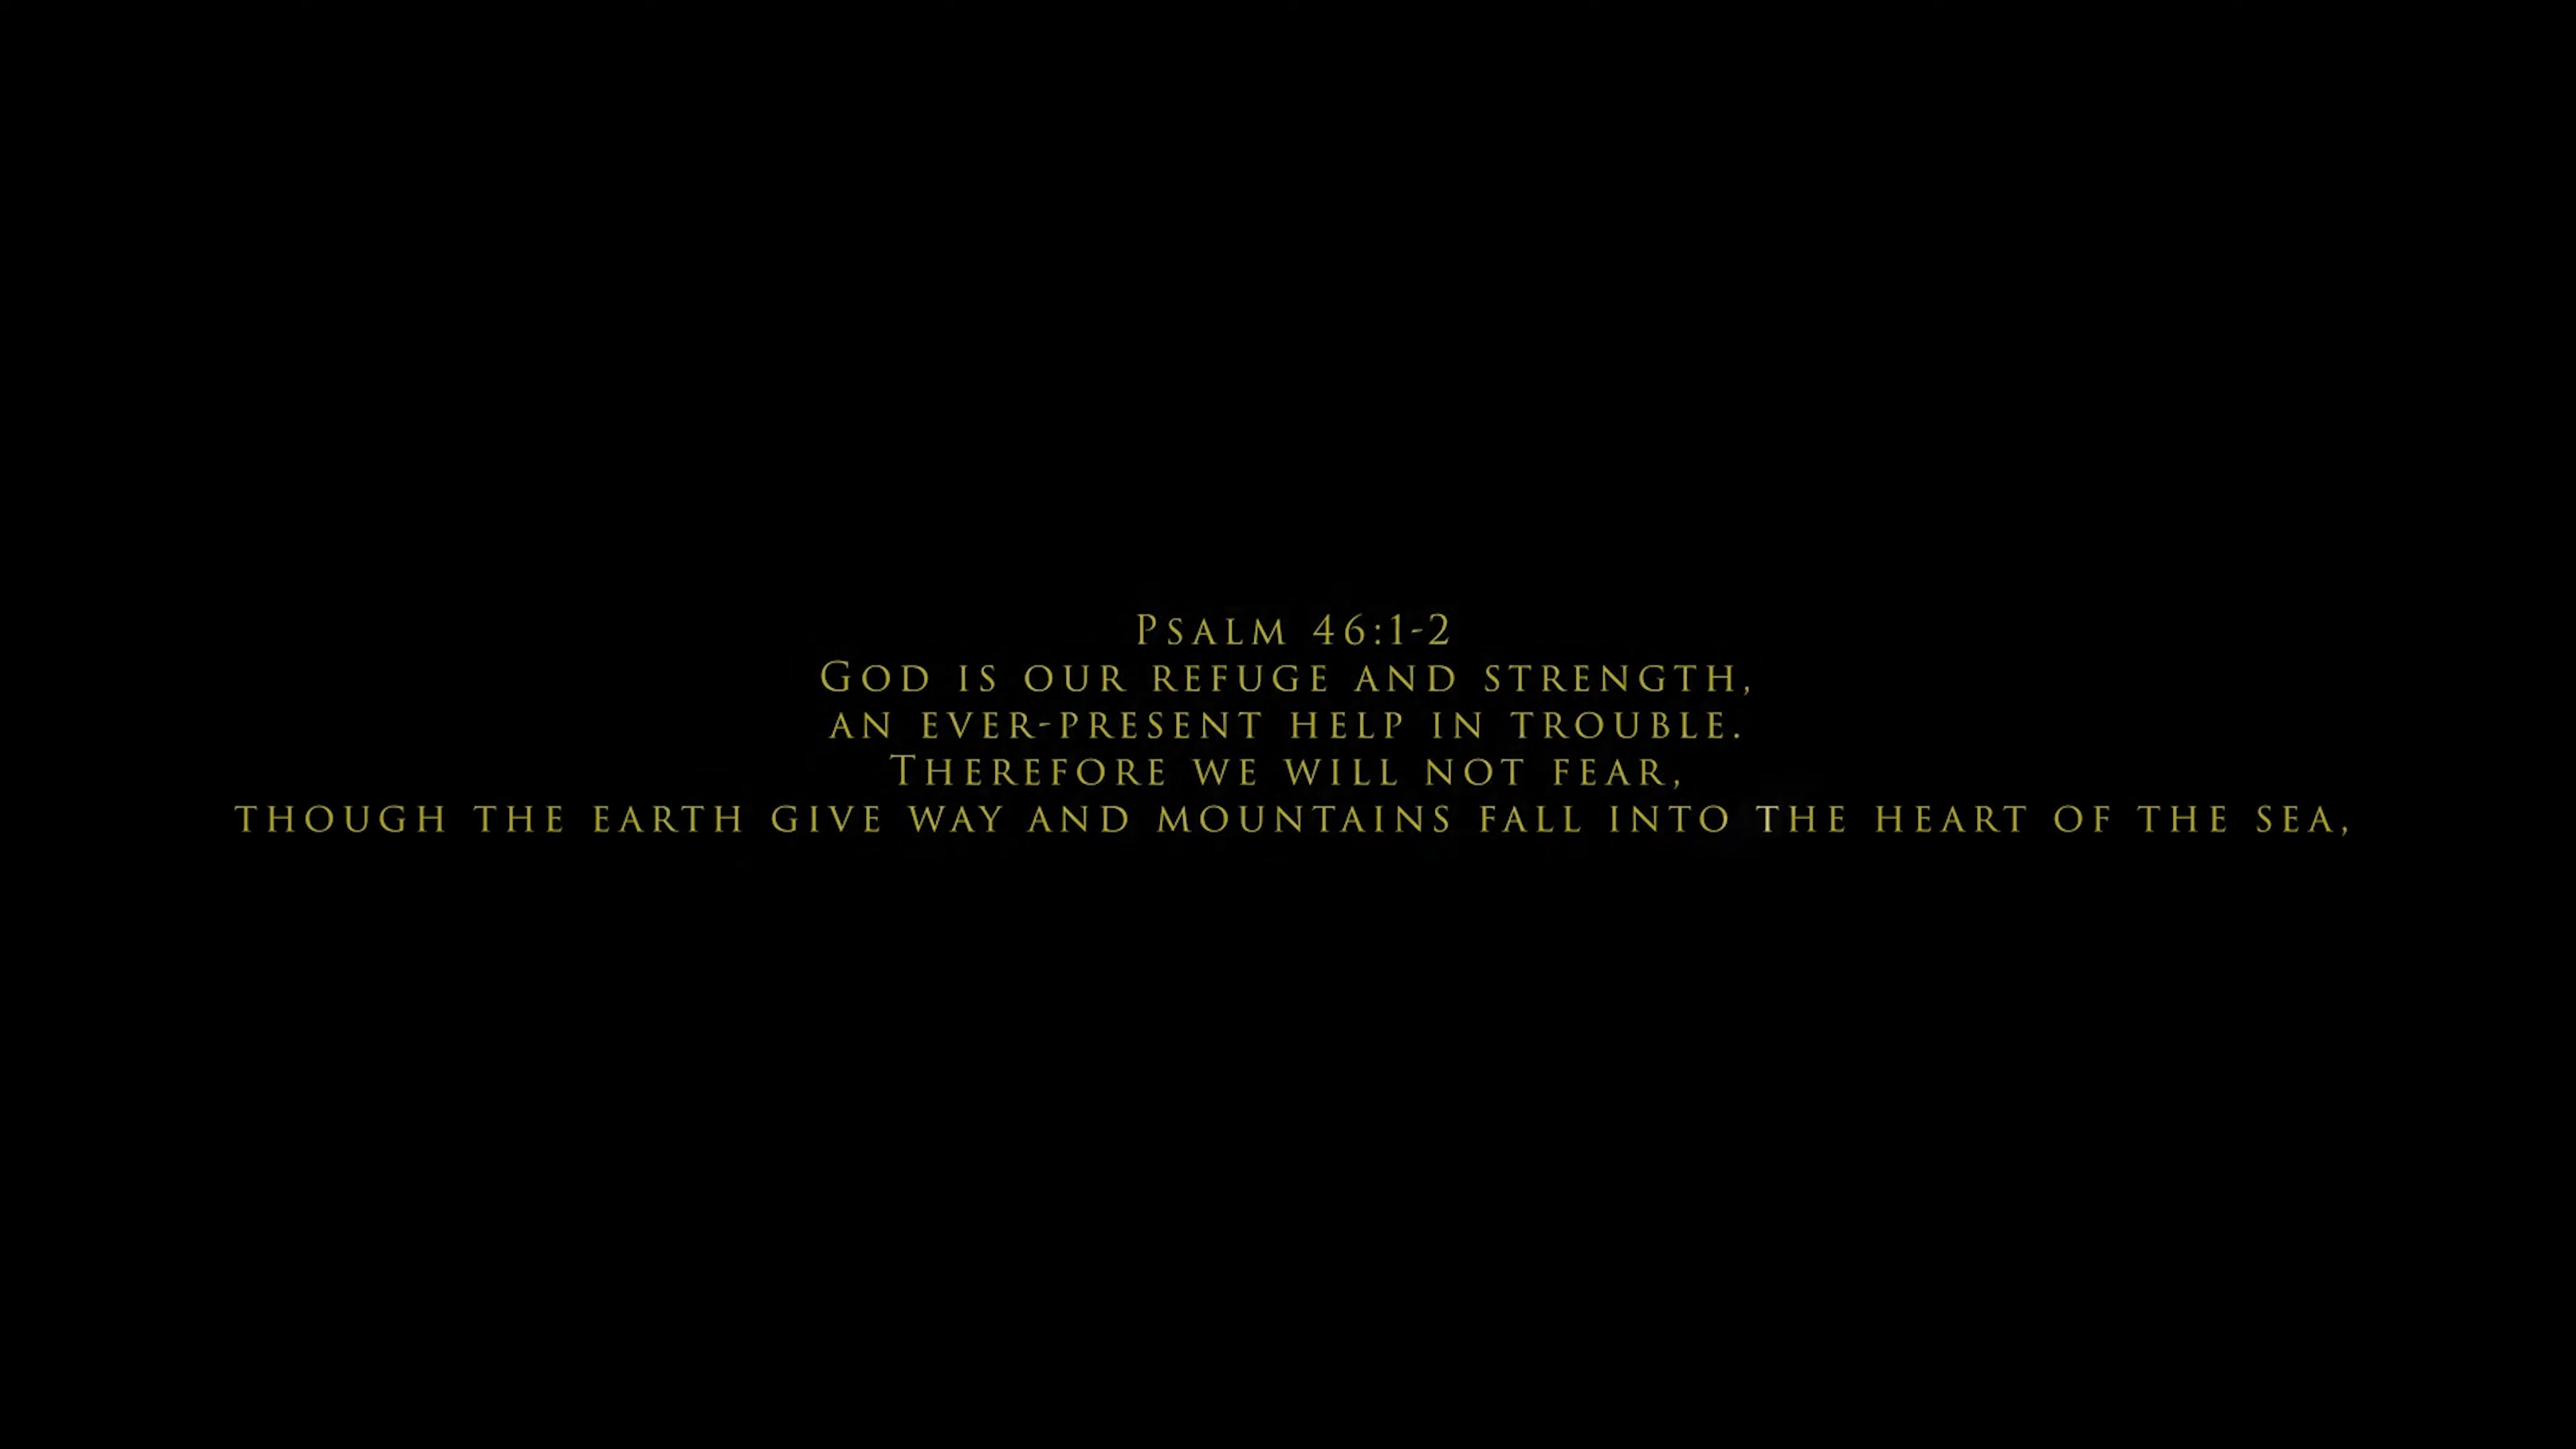 Psalm 46:1-2
God is our refuge and strength,
an ever-present help in trouble.
Therefore we will not fear,
though the earth give way and mountains fall into the heart of the sea,